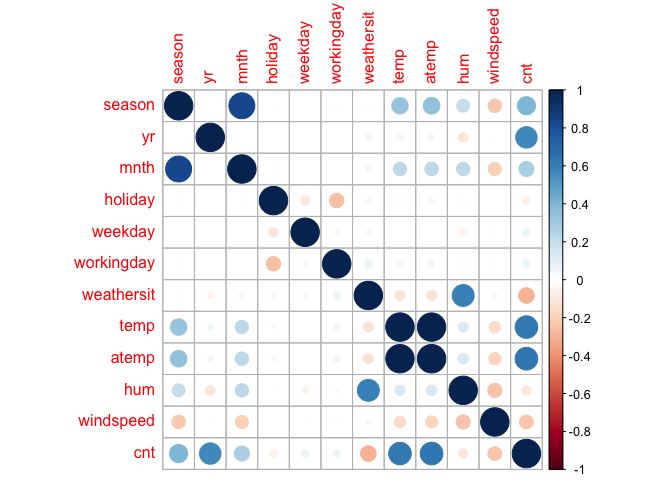 season
yr
mnth
holiday
weekday
workingday
weathersit
temp
atemp
hum
windspeed
cnt
season
yr
mnth
holiday
weekday
workingday
weathersit
temp
atemp
hum
windspeed
cnt
1
0.8
0.6
0.4
0.2
0
-0.2
-0.4
-0.6
-0.8
-1